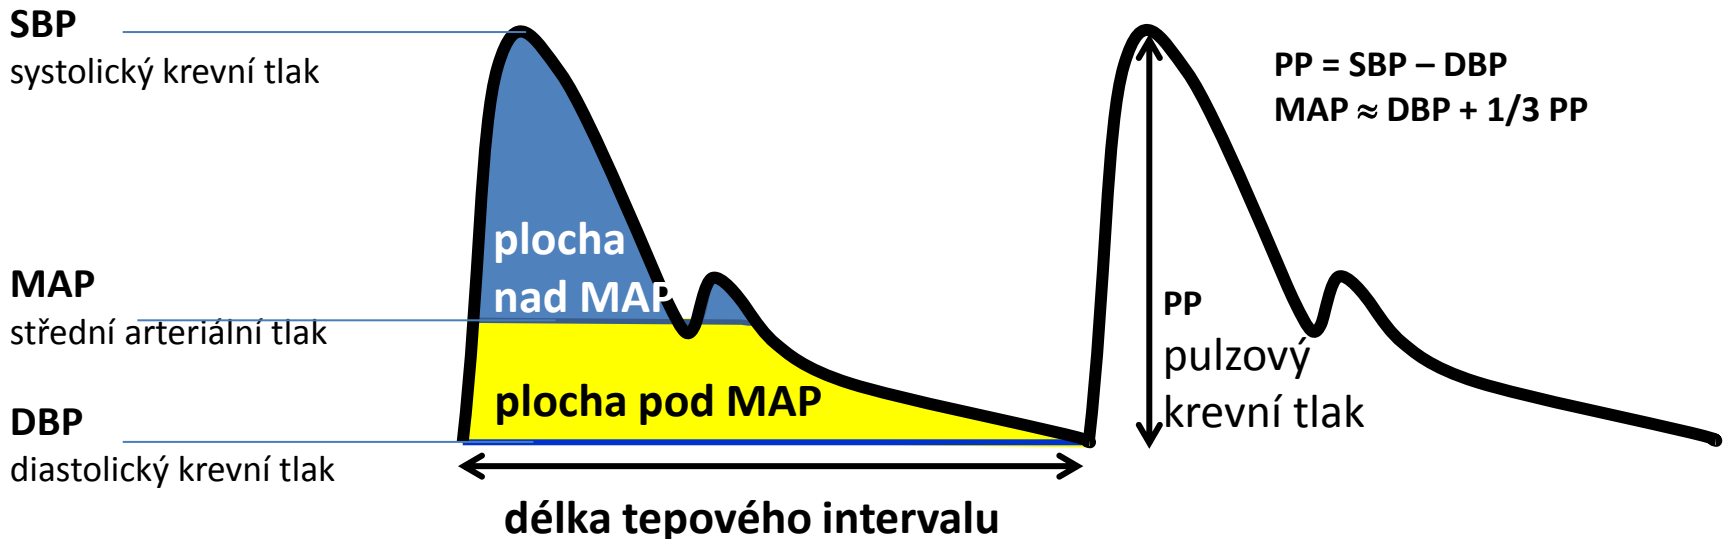 SBP
systolický krevní tlak
PP = SBP – DBP
MAP ≈ DBP + 1/3 PP
plocha
nad MAP
MAP
střední arteriální tlak
PP
pulzový
krevní tlak
plocha pod MAP
DBP
diastolický krevní tlak
délka tepového intervalu